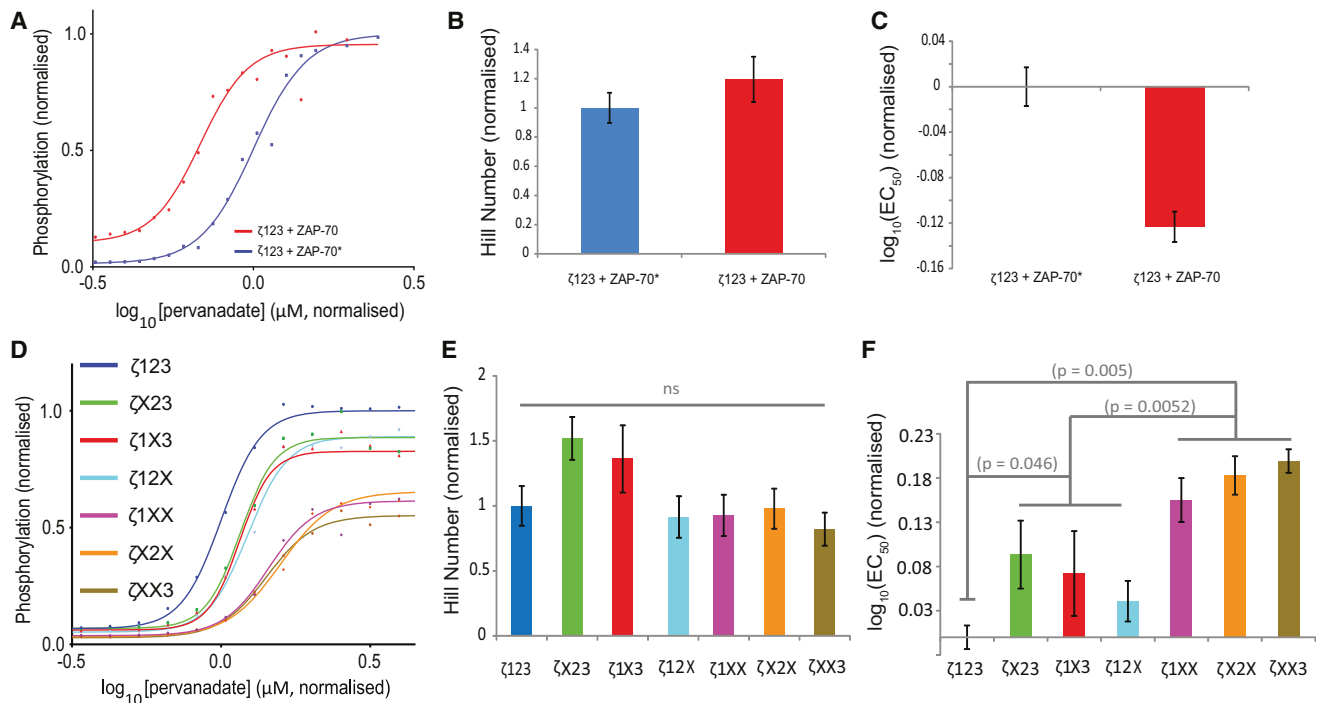 A
Phosphorylation (normalised)
1.0
0.5
0.0
-0.5
0.0
0.5
ζ123 + ZAP-70
ζ123 + ZAP-70*
log10[pervanadate] (μM, normalised)
B
Hill Number (normalised)
1.4
1.2
1
0.8
0.6
0.4
0.2
0
ζ123 + ZAP-70*
ζ123 + ZAP-70
C
log10(EC50) (normalised)
0.04
0
-0.04
-0.08
-0.12
-0.16
ζ123 + ZAP-70*
ζ123 + ZAP-70
D
Phosphorylation (normalised)
1.0
0.5
0.0
ζ123
ζX23
ζ1X3
ζ12X
ζ1XX
ζX2X
ζXX3
-0.5
0.0
0.5
log10[pervanadate] (μM, normalised)
E
Hill Number (normalised)
2
1.5
1
0.5
0
ns
ζ123
ζX23
ζ1X3
ζ12X
ζ1XX
ζX2X
ζXX3
F
log10(EC50) (normalised)
0.23
0.18
0.13
0.08
0.03
(p = 0.005)
(p = 0.0052)
(p = 0.046)
ζ123
ζX23
ζ1X3
ζ12X
ζ1XX
ζX2X
ζXX3